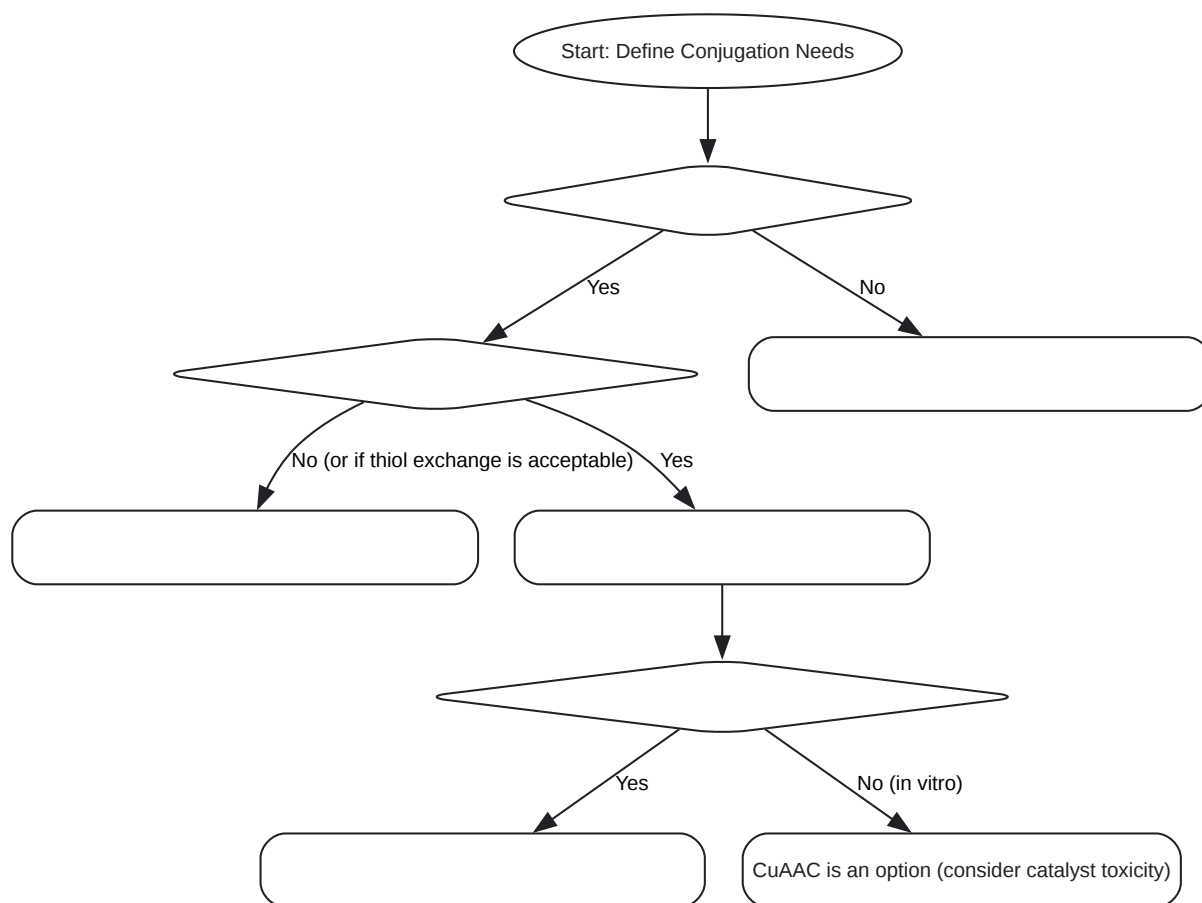 Start: Define Conjugation Needs
Yes
No
No (or if thiol exchange is acceptable)
Yes
Yes
No (in vitro)
CuAAC is an option (consider catalyst toxicity)